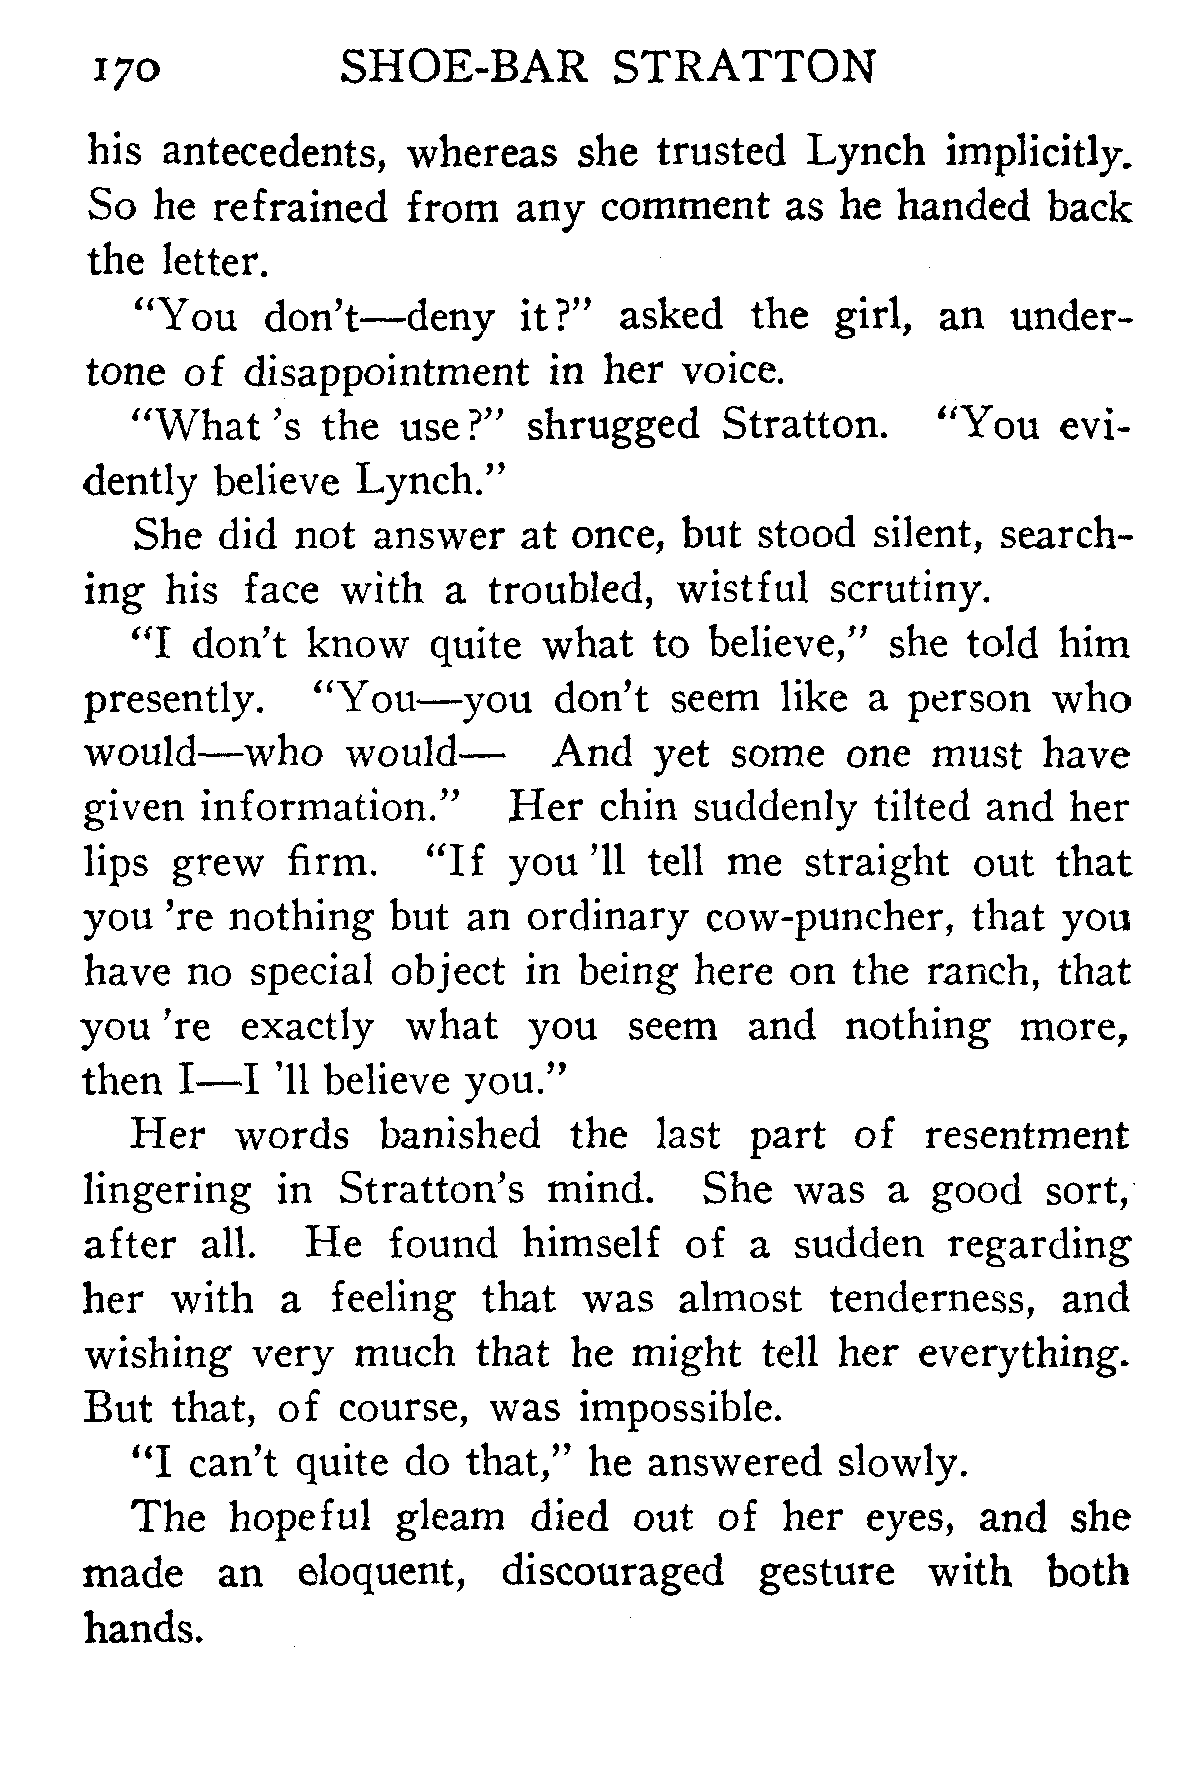 170 SHOE-BAR STRATTON
his antecedents, whereas she trusted Lynch implicitly.
So he refrained from any comment as he handed back
the letter.
“You don’t—deny it?” asked the girl, an under-
tone of disappointment in her voice.
“What ’s the use?” shrugged Stratton. “You evi-
dently believe Lynch.”
She did not answer at once, but stood silent, search-
ing his face with a troubled, wistful scrutiny.
“I don’t know quite what to believe,” she told him
presently. “You—you don’t seem like a person who
would—who would— And yet some one must have
given information.” Her chin suddenly tilted and her
lips grew firm. “If you ’ll tell me straight out that
you ’re nothing but an ordinary cow-puncher, that you
have no special object in being here on the ranch, that
you ’re exactly what you seem and nothing more,
then I—I ’ll believe you.”
Her words banished the last part of resentment
lingering in Stratton’s mind. She was a good sort,
after all. He found himself of a sudden regarding
her with a feeling that was almost tenderness, and
wishing very much that he might tell her everything.
But that, of course, was impossible.
“I can’t quite do that,” he answered slowly.
The hopeful gleam died out of her eyes, and she
made an eloquent, discouraged gesture with both
hands.